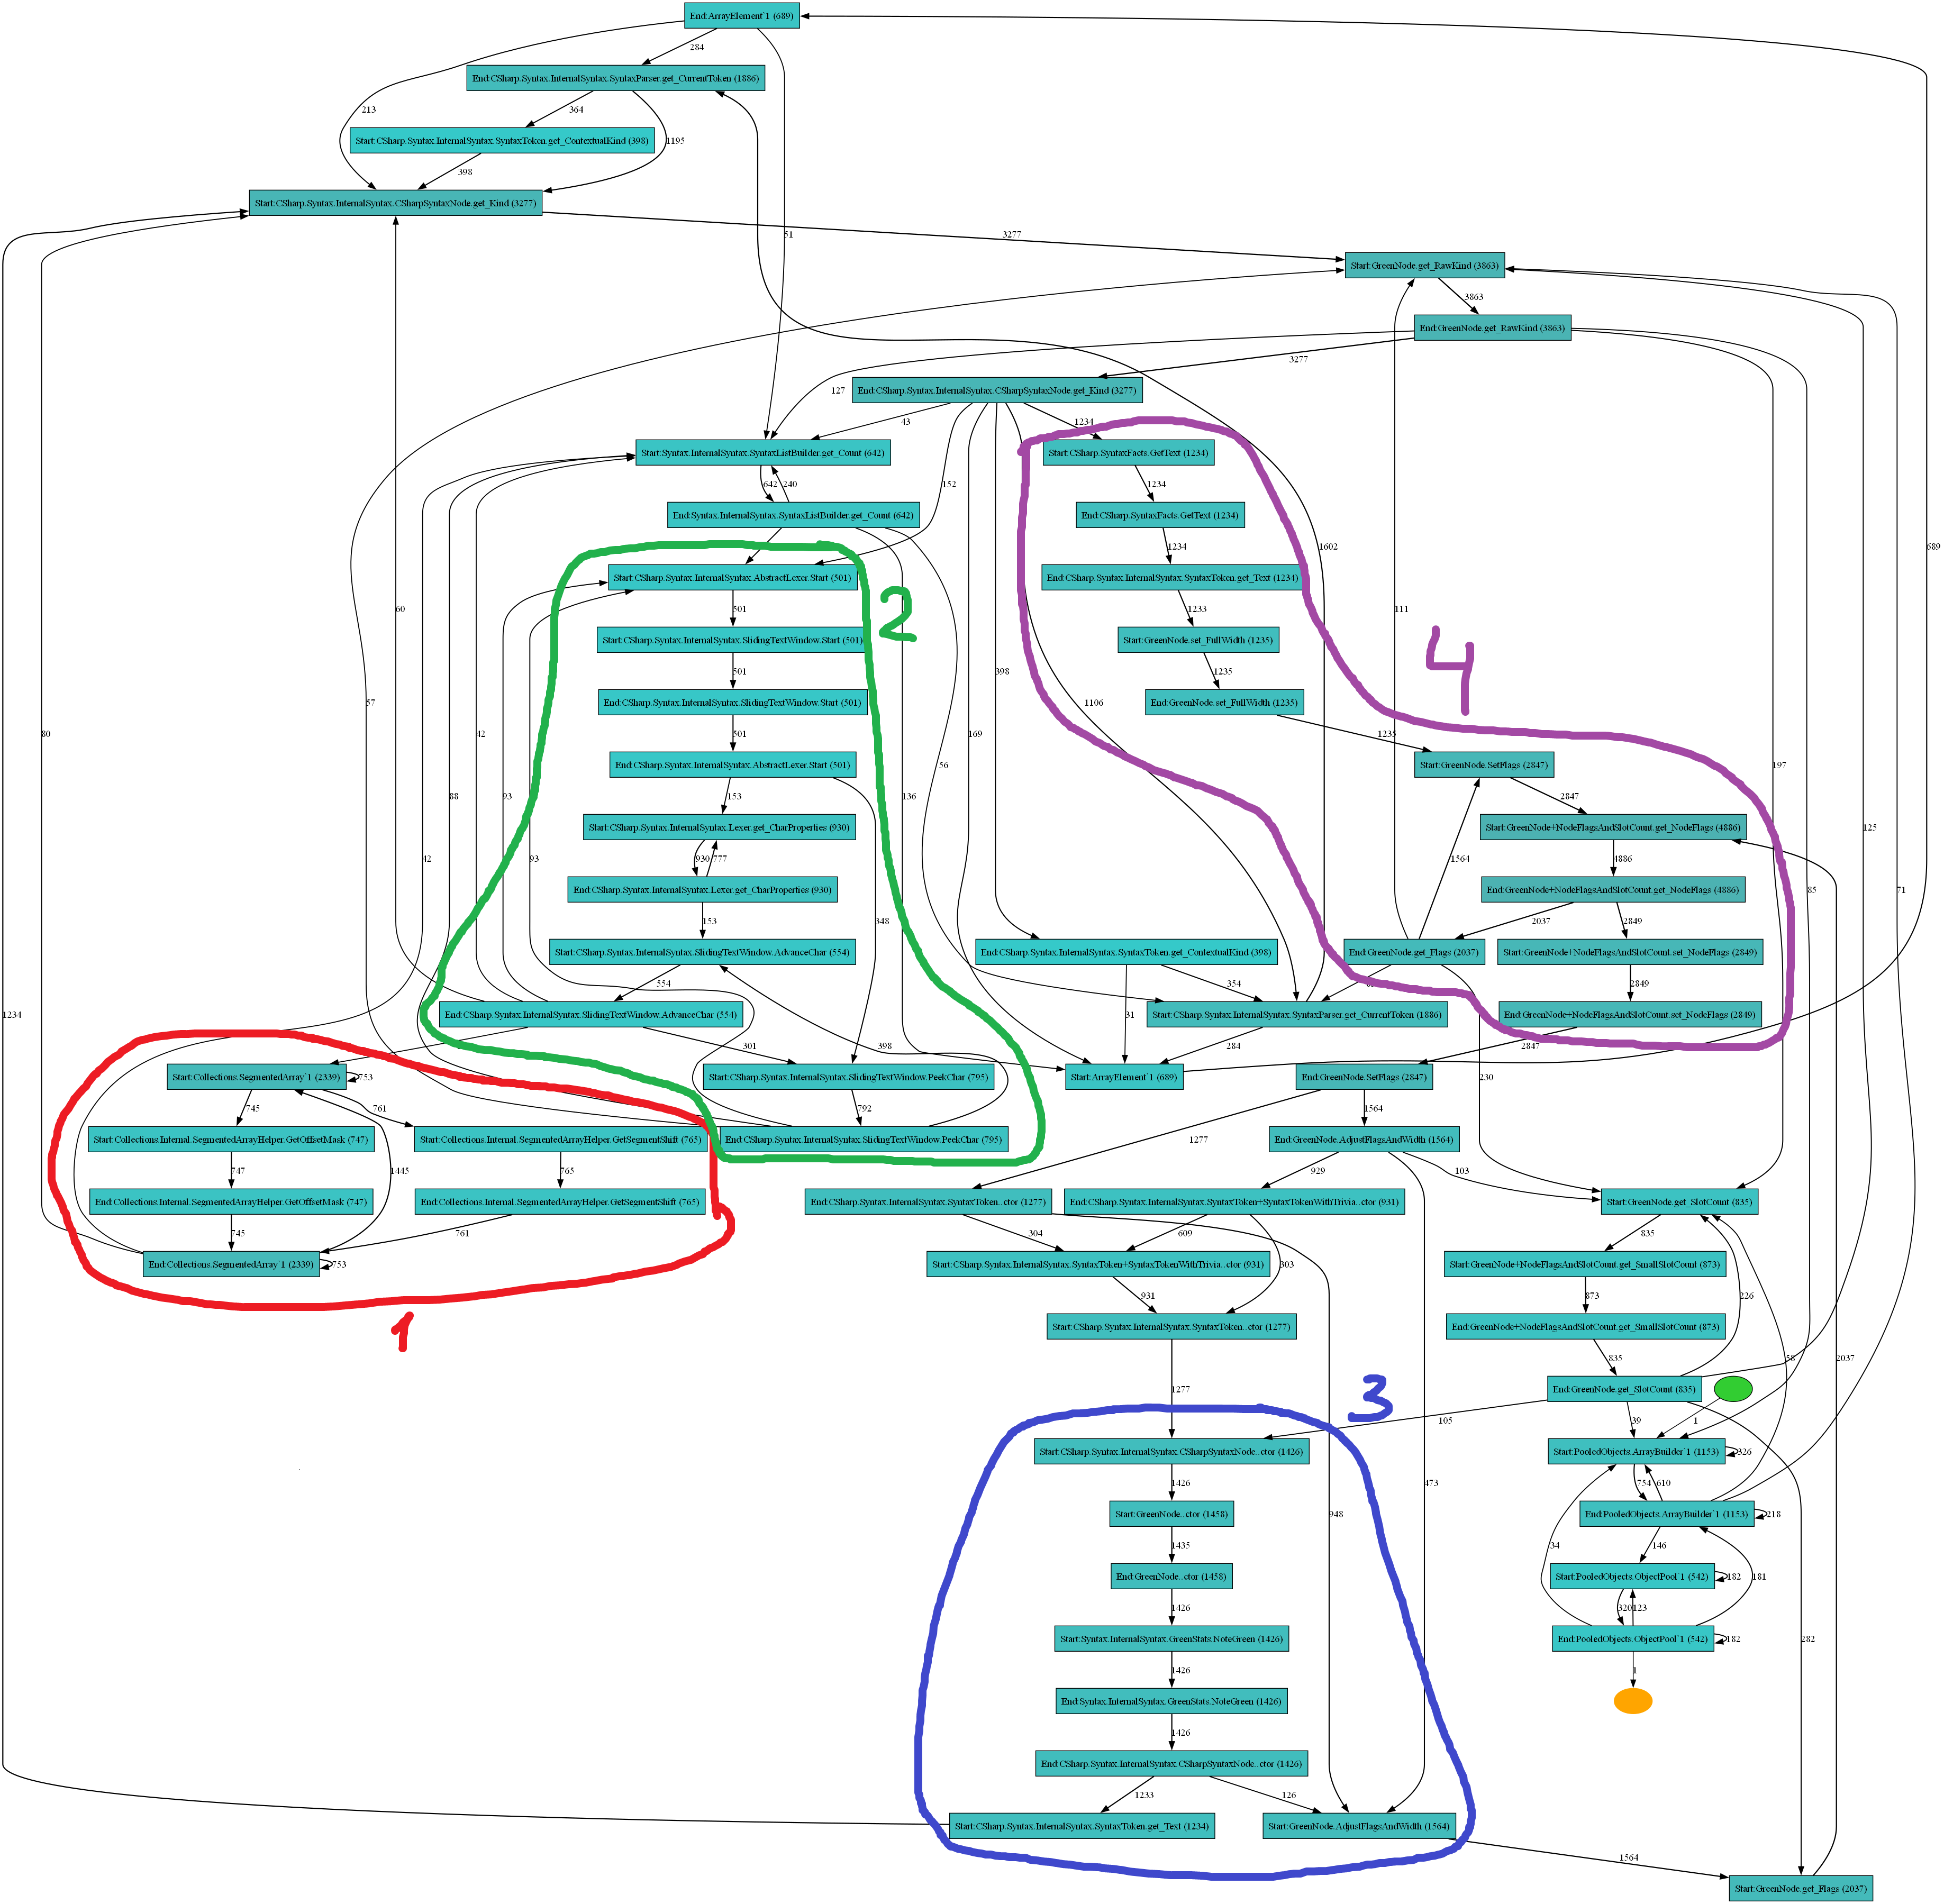 End:ArrayElement`1 (689)
284
End:CSharp.Syntax.InternalSyntax.SyntaxParser.get_CurrentToken (1886)
213
364
1195
Start:CSharp.Syntax.InternalSyntax.SyntaxToken.get_ContextualKind (398)
398
Start:CSharp.Syntax.InternalSyntax.CSharpSyntaxNode.get_Kind (3277)
51
3277
Start:GreenNode.get_RawKind (3863)
3863
End:GreenNode.get_RawKind (3863)
3277
127
End:CSharp.Syntax.InternalSyntax.CSharpSyntaxNode.get_Kind (3277)
43
1234
Start:Syntax.InternalSyntax.SyntaxListBuilder.get_Count (642)
Start:CSharp.SyntaxFacts.GetText (1234)
642
240
152
1234
End:Syntax.InternalSyntax.SyntaxListBuilder.get_Count (642)
End:CSharp.SyntaxFacts.GetText (1234)
1234
1602
689
Start:CSharp.Syntax.InternalSyntax.AbstractLexer.Start (501)
End:CSharp.Syntax.InternalSyntax.SyntaxToken.get_Text (1234)
2
60
501
1233
111
Start:CSharp.Syntax.InternalSyntax.SlidingTextWindow.Start (501)
Start:GreenNode.set_FullWidth (1235)
4
501
398
1235
End:CSharp.Syntax.InternalSyntax.SlidingTextWindow.Start (501)
End:GreenNode.set_FullWidth (1235)
57
1106
80
42
501
169
1235
End:CSharp.Syntax.InternalSyntax.AbstractLexer.Start (501)
56
Start:GreenNode.SetFlags (2847)
197
88
93
153
136
2847
Start:CSharp.Syntax.InternalSyntax.Lexer.get_CharProperties (930)
Start:GreenNode+NodeFlagsAndSlotCount.get_NodeFlags (4886)
125
42
93
930
777
1564
4886
End:CSharp.Syntax.InternalSyntax.Lexer.get_CharProperties (930)
End:GreenNode+NodeFlagsAndSlotCount.get_NodeFlags (4886)
85
71
153
348
2037
2849
Start:CSharp.Syntax.InternalSyntax.SlidingTextWindow.AdvanceChar (554)
End:CSharp.Syntax.InternalSyntax.SyntaxToken.get_ContextualKind (398)
End:GreenNode.get_Flags (2037)
Start:GreenNode+NodeFlagsAndSlotCount.set_NodeFlags (2849)
554
354
2849
1234
End:CSharp.Syntax.InternalSyntax.SlidingTextWindow.AdvanceChar (554)
Start:CSharp.Syntax.InternalSyntax.SyntaxParser.get_CurrentToken (1886)
End:GreenNode+NodeFlagsAndSlotCount.set_NodeFlags (2849)
301
398
31
284
2847
Start:Collections.SegmentedArray`1 (2339)
753
Start:CSharp.Syntax.InternalSyntax.SlidingTextWindow.PeekChar (795)
Start:ArrayElement`1 (689)
End:GreenNode.SetFlags (2847)
230
745
761
792
1564
Start:Collections.Internal.SegmentedArrayHelper.GetOffsetMask (747)
Start:Collections.Internal.SegmentedArrayHelper.GetSegmentShift (765)
End:CSharp.Syntax.InternalSyntax.SlidingTextWindow.PeekChar (795)
1277
End:GreenNode.AdjustFlagsAndWidth (1564)
747
1445
765
929
103
End:Collections.Internal.SegmentedArrayHelper.GetOffsetMask (747)
End:Collections.Internal.SegmentedArrayHelper.GetSegmentShift (765)
End:CSharp.Syntax.InternalSyntax.SyntaxToken..ctor (1277)
End:CSharp.Syntax.InternalSyntax.SyntaxToken+SyntaxTokenWithTrivia..ctor (931)
Start:GreenNode.get_SlotCount (835)
745
761
304
609
835
End:Collections.SegmentedArray`1 (2339)
753
Start:CSharp.Syntax.InternalSyntax.SyntaxToken+SyntaxTokenWithTrivia..ctor (931)
303
Start:GreenNode+NodeFlagsAndSlotCount.get_SmallSlotCount (873)
931
873
226
1
Start:CSharp.Syntax.InternalSyntax.SyntaxToken..ctor (1277)
End:GreenNode+NodeFlagsAndSlotCount.get_SmallSlotCount (873)
835
58
2037
1277
3
End:GreenNode.get_SlotCount (835)
105
39
1
Start:CSharp.Syntax.InternalSyntax.CSharpSyntaxNode..ctor (1426)
Start:PooledObjects.ArrayBuilder`1 (1153)
326
1426
473
754
610
Start:GreenNode..ctor (1458)
948
End:PooledObjects.ArrayBuilder`1 (1153)
218
1435
34
146
End:GreenNode..ctor (1458)
Start:PooledObjects.ObjectPool`1 (542)
182
181
1426
320
123
Start:Syntax.InternalSyntax.GreenStats.NoteGreen (1426)
End:PooledObjects.ObjectPool`1 (542)
182
282
1426
1
End:Syntax.InternalSyntax.GreenStats.NoteGreen (1426)
1426
End:CSharp.Syntax.InternalSyntax.CSharpSyntaxNode..ctor (1426)
1233
126
Start:CSharp.Syntax.InternalSyntax.SyntaxToken.get_Text (1234)
Start:GreenNode.AdjustFlagsAndWidth (1564)
1564
Start:GreenNode.get_Flags (2037)